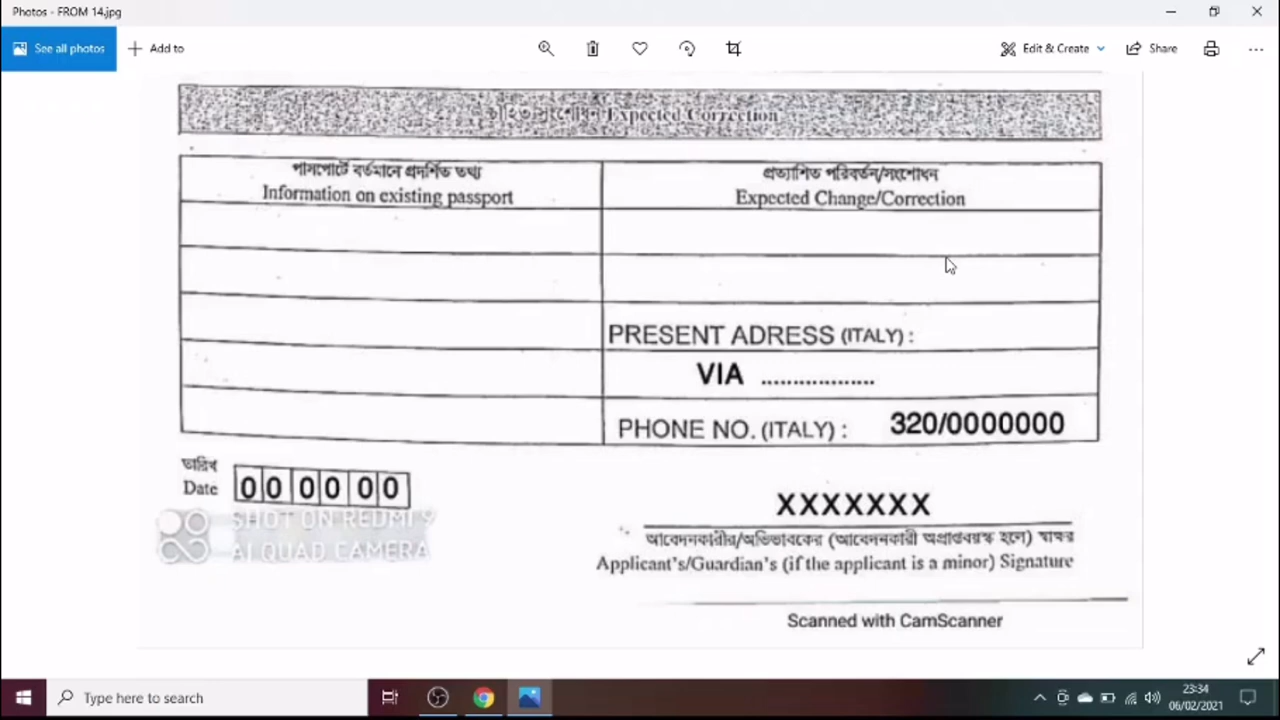 Photos - FROM 14.jpg
See all photos
Add to
Edit & Create
Share
Expected Correction
পাসপোর্টে বর্তমানে প্রদর্শিত তথ্য
Information on existing passport
প্রত্যাশিত পরিবর্তন/সংশোধন
Expected Change/Correction
PRESENT ADRESS (ITALY) :
VIA ..................
PHONE NO. (ITALY) : 320/0000000
তারিখ
Date 0 0 0 0 0 0
SHOT ON REDMI 9
AI QUAD CAMERA
XXXXXXX
আবেদনকারীর/অভিভাবকের (আবেদনকারী অপ্রাপ্তবয়স্ক হলে) স্বাক্ষর
Applicant's/Guardian's (if the applicant is a minor) Signature
Scanned with CamScanner
Type here to search
23:34
06/02/2021